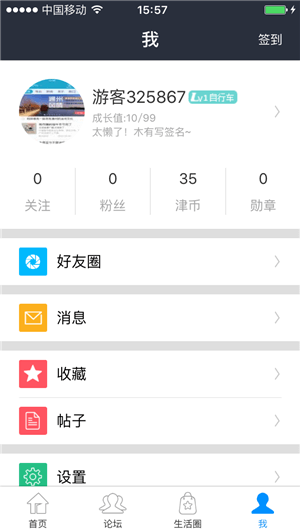 中国移动 15:57
我 签到
游客325867 Lv1自行车
成长值:10/99
太懒了！木有写签名~
0 0 35 0
关注 粉丝 津币 勋章
好友圈
消息
收藏
帖子
设置
首页 论坛 生活圈 我